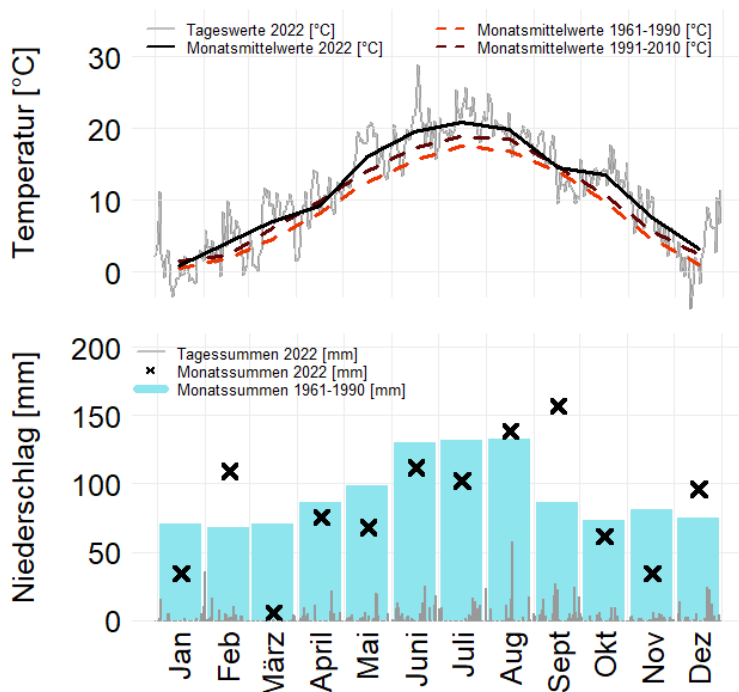 Temperatur [°C]
Tageswerte 2022 [°C]
Monatsmittelwerte 2022 [°C]
Monatsmittelwerte 1961-1990 [°C]
Monatsmittelwerte 1991-2010 [°C]
30
20
10
0
Niederschlag [mm]
Tagessummen 2022 [mm]
Monatssummen 2022 [mm]
Monatssummen 1961-1990 [mm]
200
150
100
50
0
Jan
Feb
März
April
Mai
Juni
Juli
Aug
Sept
Okt
Nov
Dez